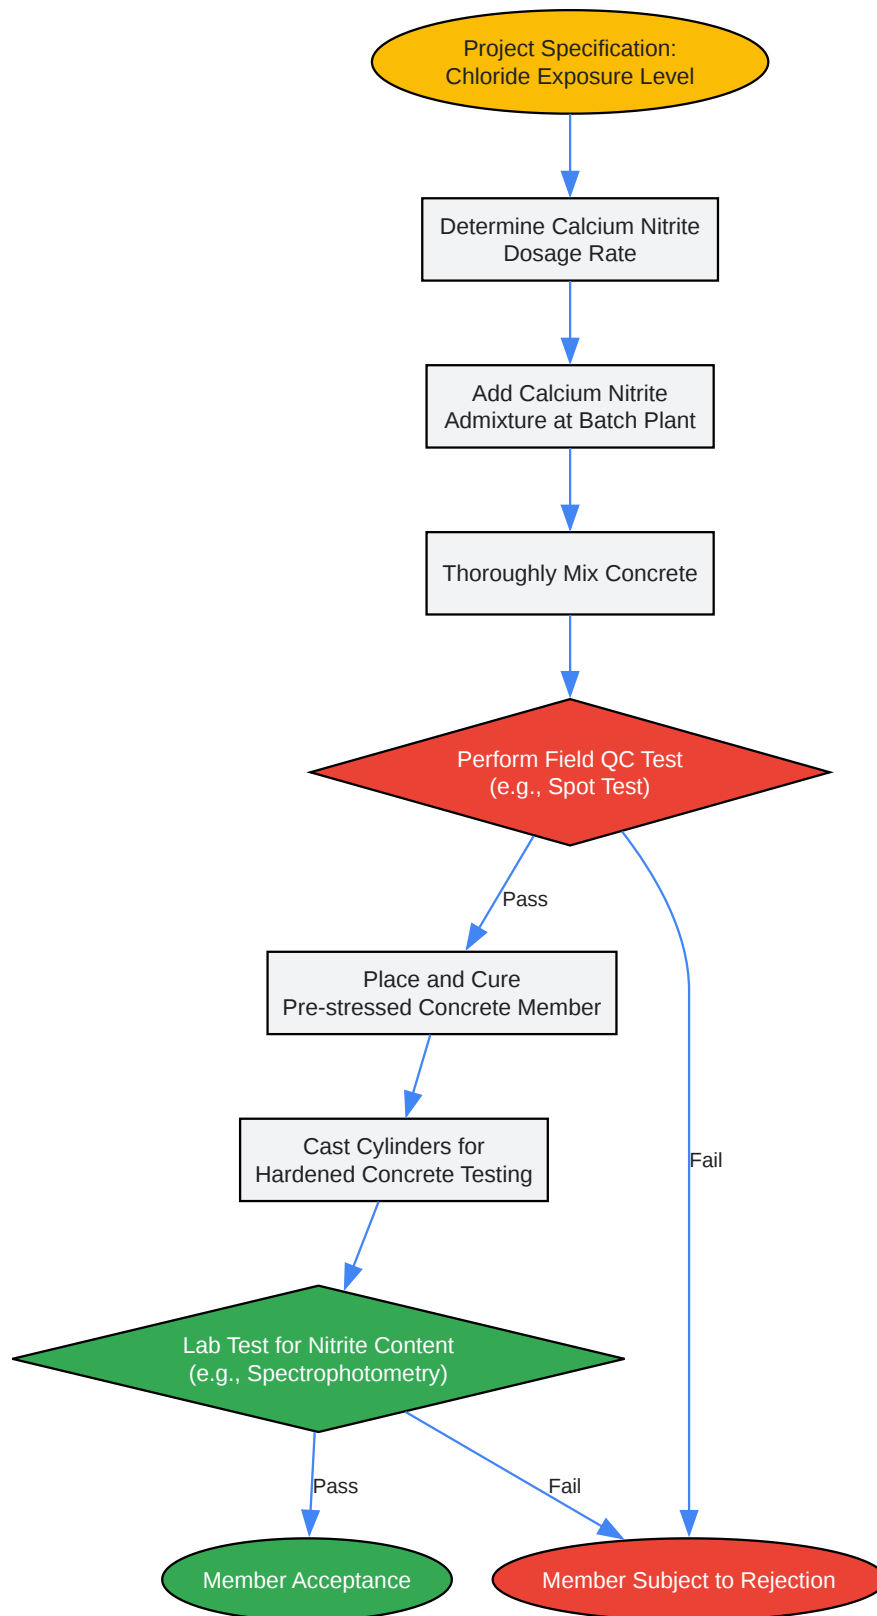 Project Specification:
Chloride Exposure Level
Determine Calcium Nitrite
Dosage Rate
Add Calcium Nitrite
Admixture at Batch Plant
Thoroughly Mix Concrete
Perform Field QC Test
(e.g., Spot Test)
Pass
Place and Cure
Pre-stressed Concrete Member
Cast Cylinders for
Hardened Concrete Testing
Fail
Lab Test for Nitrite Content
(e.g., Spectrophotometry)
Pass
Fail
Member Acceptance
Member Subject to Rejection